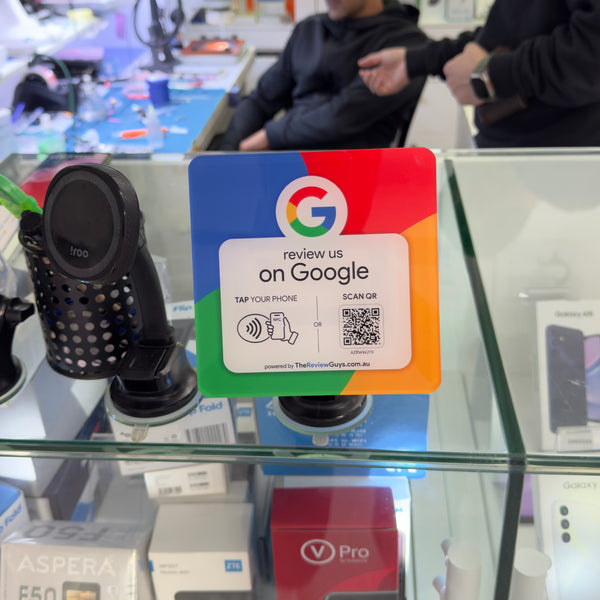 G
review us
on Google
TAP YOUR PHONE
SCAN QR
NFC
OR
powered by TheReviewGuys.com.au
Fold
Galaxy A15
Galaxy
ASPERA
F50
V Pro